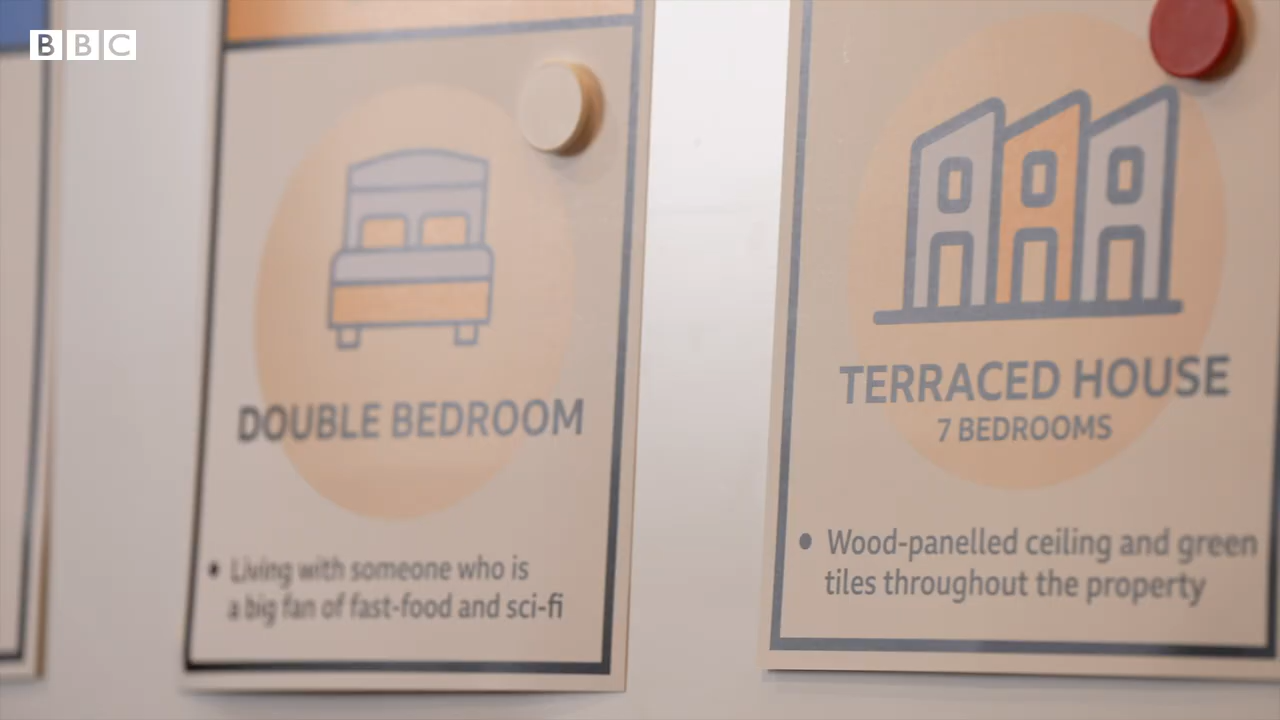 BBC
DOUBLE BEDROOM
• Living with someone who is
a big fan of fast-food and sci-fi
TERRACED HOUSE
7 BEDROOMS
• Wood-panelled ceiling and green
tiles throughout the property